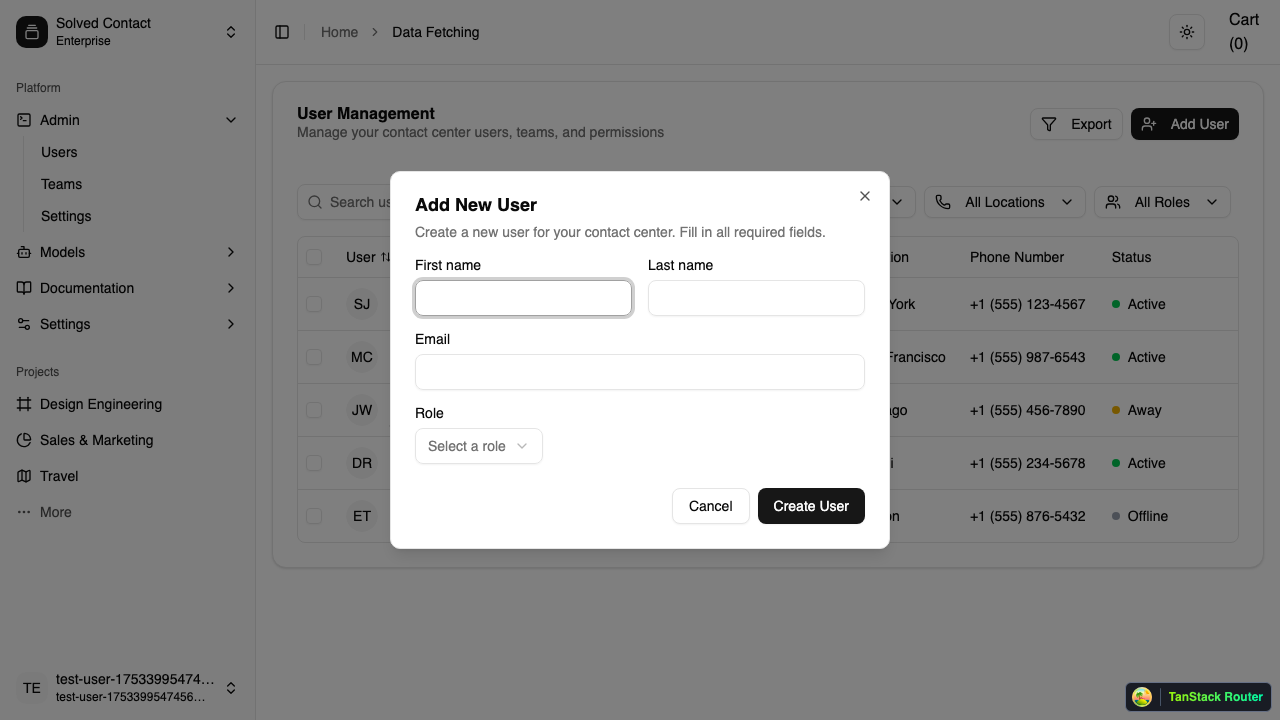 Solved Contact
Enterprise
Platform
Admin
Users
Teams
Settings
Models
Documentation
Settings
Projects
Design Engineering
Sales & Marketing
Travel
More
TE
test-user-17533995474...
test-user-1753399547456...
Home
Data Fetching
Cart
(0)
User Management
Manage your contact center users, teams, and permissions
Export
Add User
Search us
All Locations
All Roles
User
ion
Phone Number
Status
SJ
York
+1 (555) 123-4567
Active
MC
Francisco
+1 (555) 987-6543
Active
JW
ago
+1 (555) 456-7890
Away
DR
i
+1 (555) 234-5678
Active
ET
on
+1 (555) 876-5432
Offline
Add New User
Create a new user for your contact center. Fill in all required fields.
First name
Last name
Email
Role
Select a role
Cancel
Create User
TanStack Router